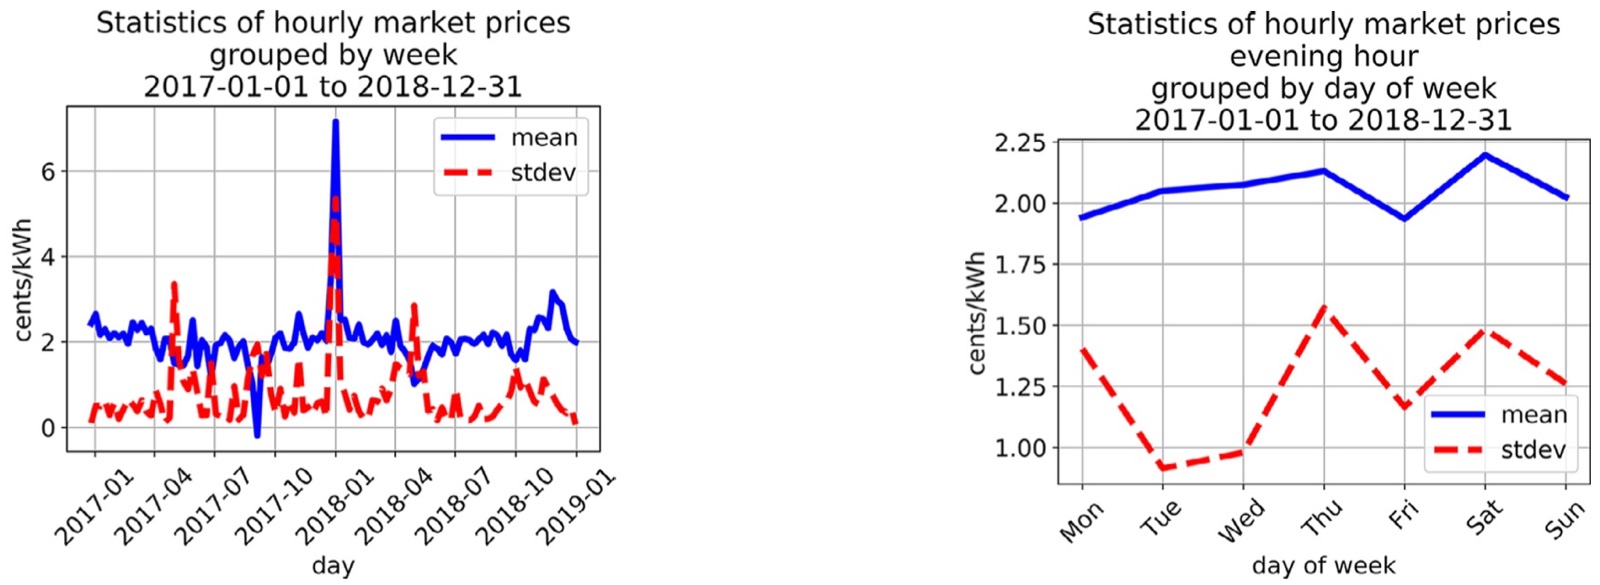 Statistics of hourly market prices
grouped by week
2017-01-01 to 2018-12-31
mean
stdev
6
4
2
0
cents/kWh
2017-01
2017-04
2017-07
2017-10
2018-01
2018-04
2018-07
2018-10
2019-01
day
Statistics of hourly market prices
evening hour
grouped by day of week
2017-01-01 to 2018-12-31
2.25
2.00
1.75
1.50
1.25
1.00
cents/kWh
mean
stdev
Mon
Tue
Wed
Thu
Fri
Sat
Sun
day of week